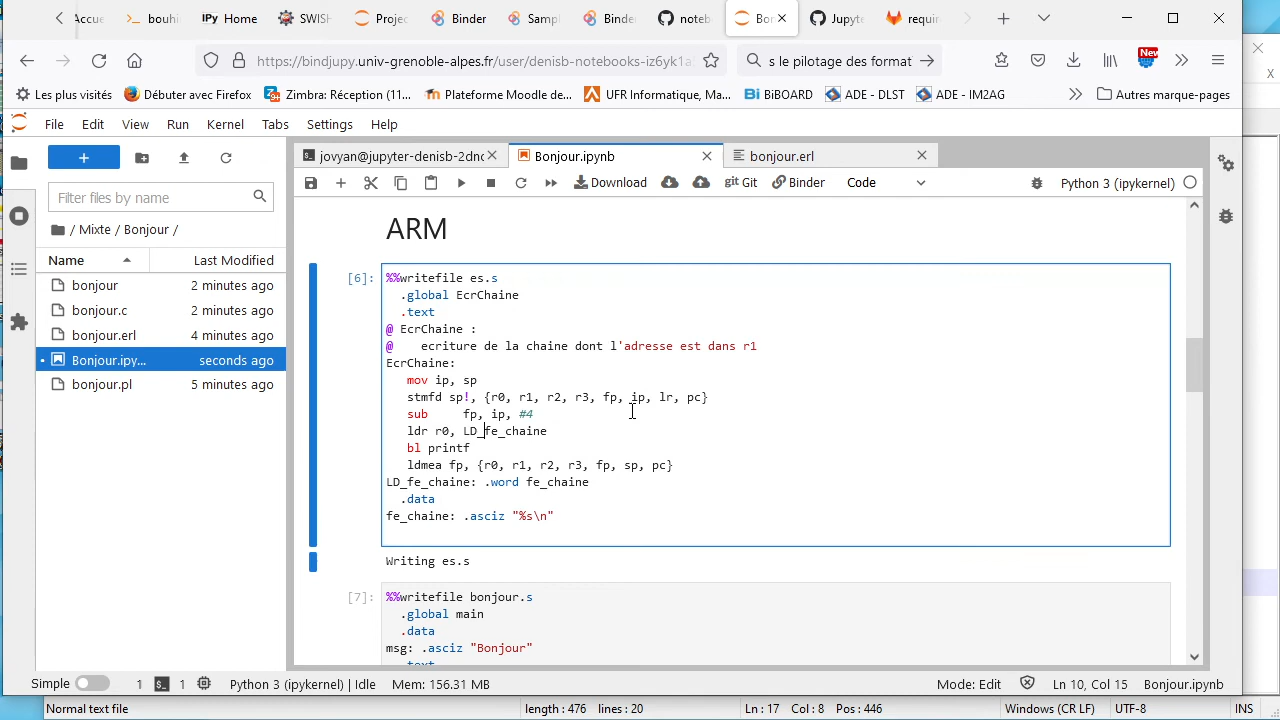 Accue
bouhi
IPy Home
SWISH
Projec
Binder
Sampl
Binder
noteb
Bon
Jupyte
requir
https://bindjupy.univ-grenoble-alpes.fr/user/denisb-notebooks-iz6yk1a
s le pilotage des format
New
Les plus visités
Débuter avec Firefox
Zimbra: Réception (11...
Plateforme Moodle de...
UFR Informatique, Ma...
BiBOARD
ADE - DLST
ADE - IM2AG
Autres marque-pages
File Edit View Run Kernel Tabs Settings Help
Filter files by name
/ Mixte / Bonjour /
Name Last Modified
bonjour 2 minutes ago
bonjour.c 2 minutes ago
bonjour.erl 4 minutes ago
Bonjour.ipy... seconds ago
bonjour.pl 5 minutes ago
jovyan@jupyter-denisb-2dno
Bonjour.ipynb
bonjour.erl
Download
git Git
Binder
Code
Python 3 (ipykernel)
ARM
[6]:
%%writefile es.s
.global EcrChaine
.text
@ EcrChaine :
@    ecriture de la chaine dont l'adresse est dans r1
EcrChaine:
mov ip, sp
stmfd sp!, {r0, r1, r2, r3, fp, ip, lr, pc}
sub     fp, ip, #4
ldr r0, LD_fe_chaine
bl printf
ldmea fp, {r0, r1, r2, r3, fp, sp, pc}
LD_fe_chaine: .word fe_chaine
.data
fe_chaine: .asciz "%s\n"
Writing es.s
[7]:
%%writefile bonjour.s
.global main
.data
msg: .asciz "Bonjour"
.text
Simple 1 1 Python 3 (ipykernel) | Idle Mem: 156.31 MB Mode: Edit Ln 10, Col 15 Bonjour.ipynb
Normal text file length : 476 lines : 20 Ln : 17 Col : 8 Pos : 446 Windows (CR LF) UTF-8 INS